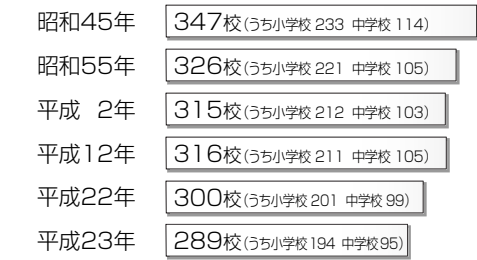 昭和45年 347校(うち小学校 233 中学校 114)
昭和55年 326校(うち小学校 221 中学校 105)
平成 2年 315校(うち小学校 212 中学校 103)
平成12年 316校(うち小学校 211 中学校 105)
平成22年 300校(うち小学校 201 中学校 99)
平成23年 289校(うち小学校 194 中学校 95)